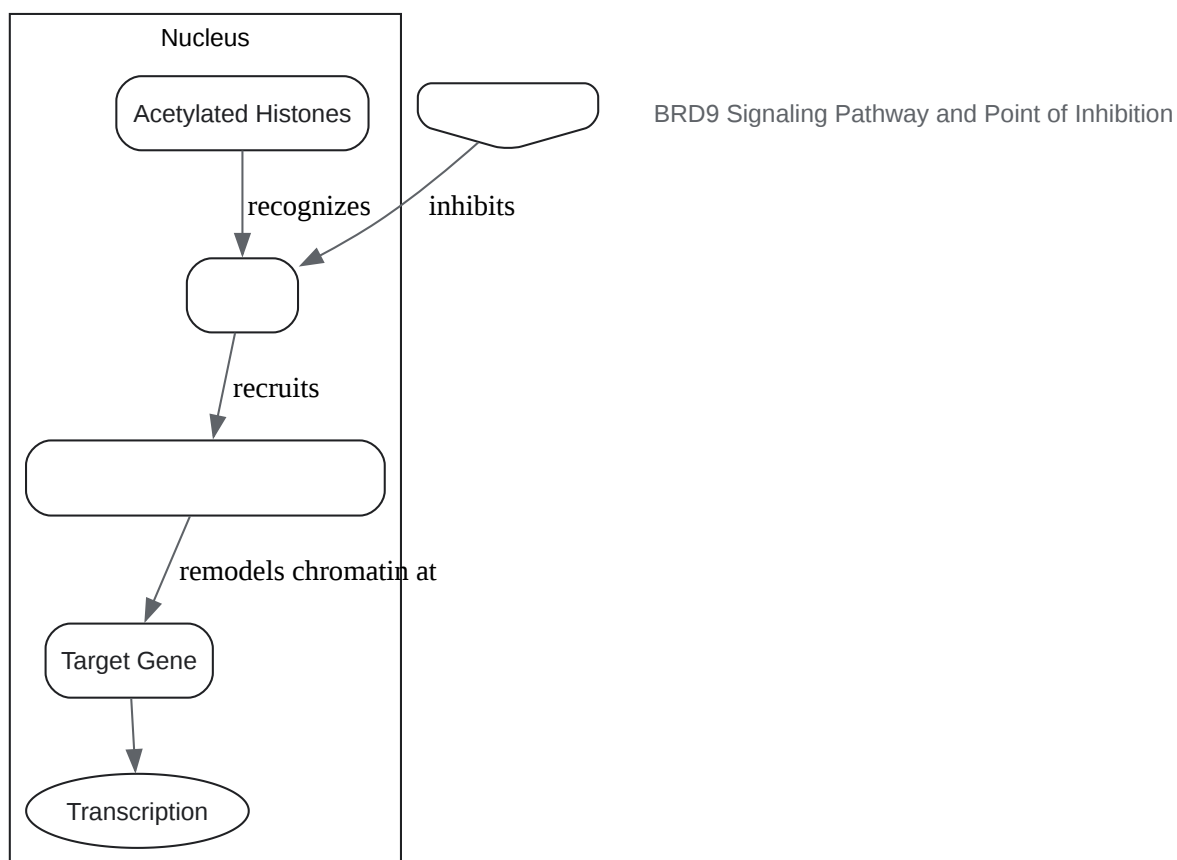 Nucleus
Acetylated Histones
BRD9 Signaling Pathway and Point of Inhibition
recognizes
inhibits
recruits
remodels chromatin at
Target Gene
Transcription